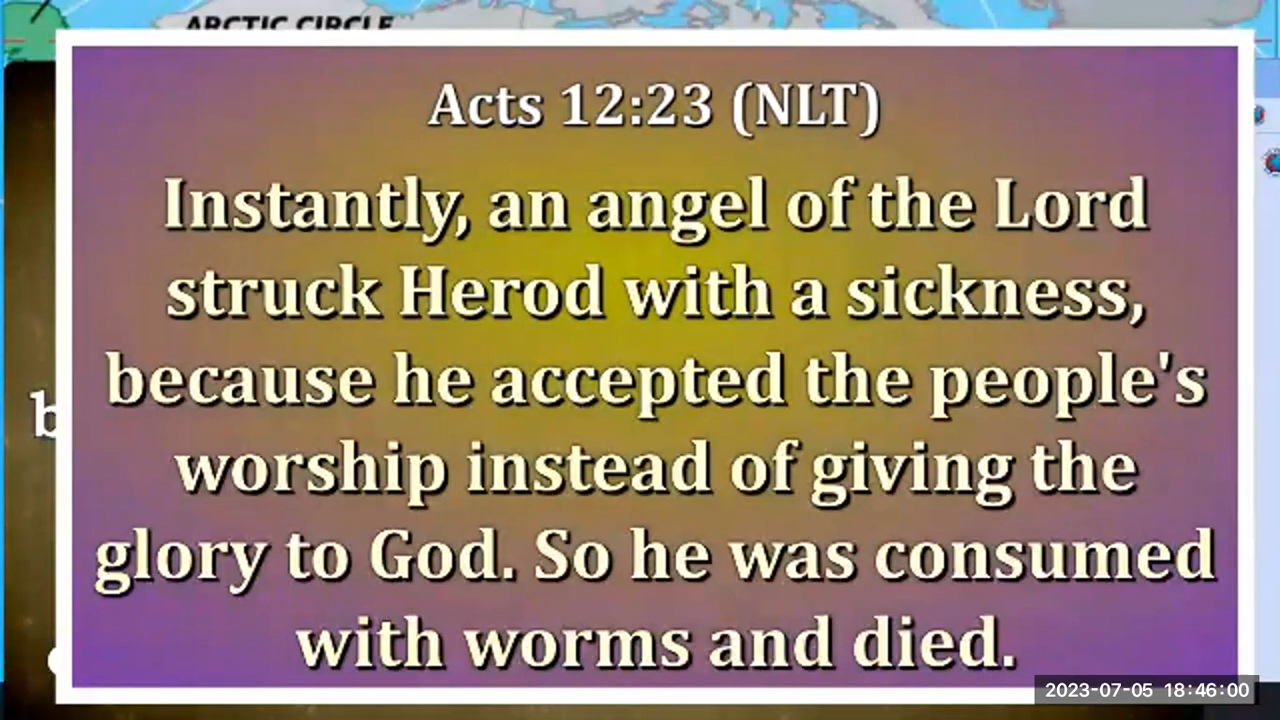 ARCTIC CIRCLE
Acts 12:23 (NLT)
Instantly, an angel of the Lord
struck Herod with a sickness,
because he accepted the people's
worship instead of giving the
glory to God. So he was consumed
with worms and died.
2023-07-05 18:46:00